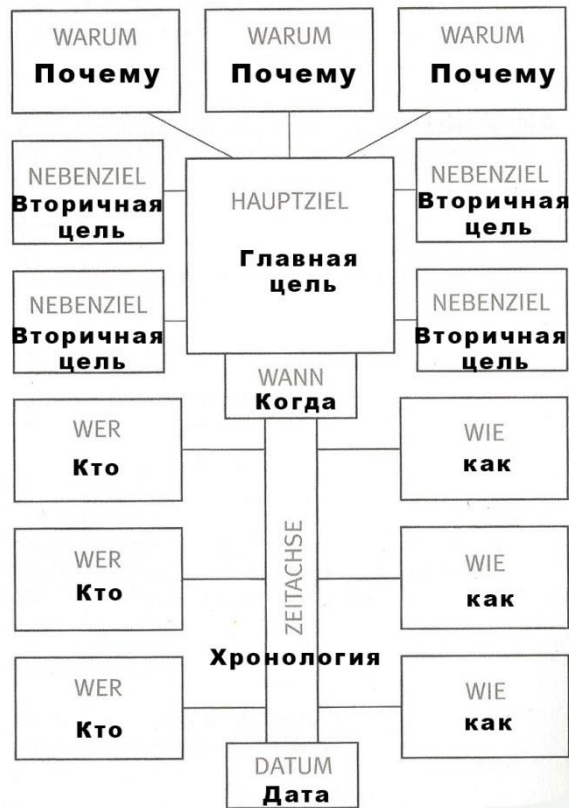 WARUM
Почему
WARUM
Почему
WARUM
Почему
NEBENZIEL
Вторичная
цель
HAUPTZIEL
Главная
цель
NEBENZIEL
Вторичная
цель
NEBENZIEL
Вторичная
цель
NEBENZIEL
Вторичная
цель
WANN
Когда
WER
Кто
WIE
как
WER
Кто
ZEITACHSE
WIE
как
Хронология
WER
Кто
WIE
как
DATUM
Дата